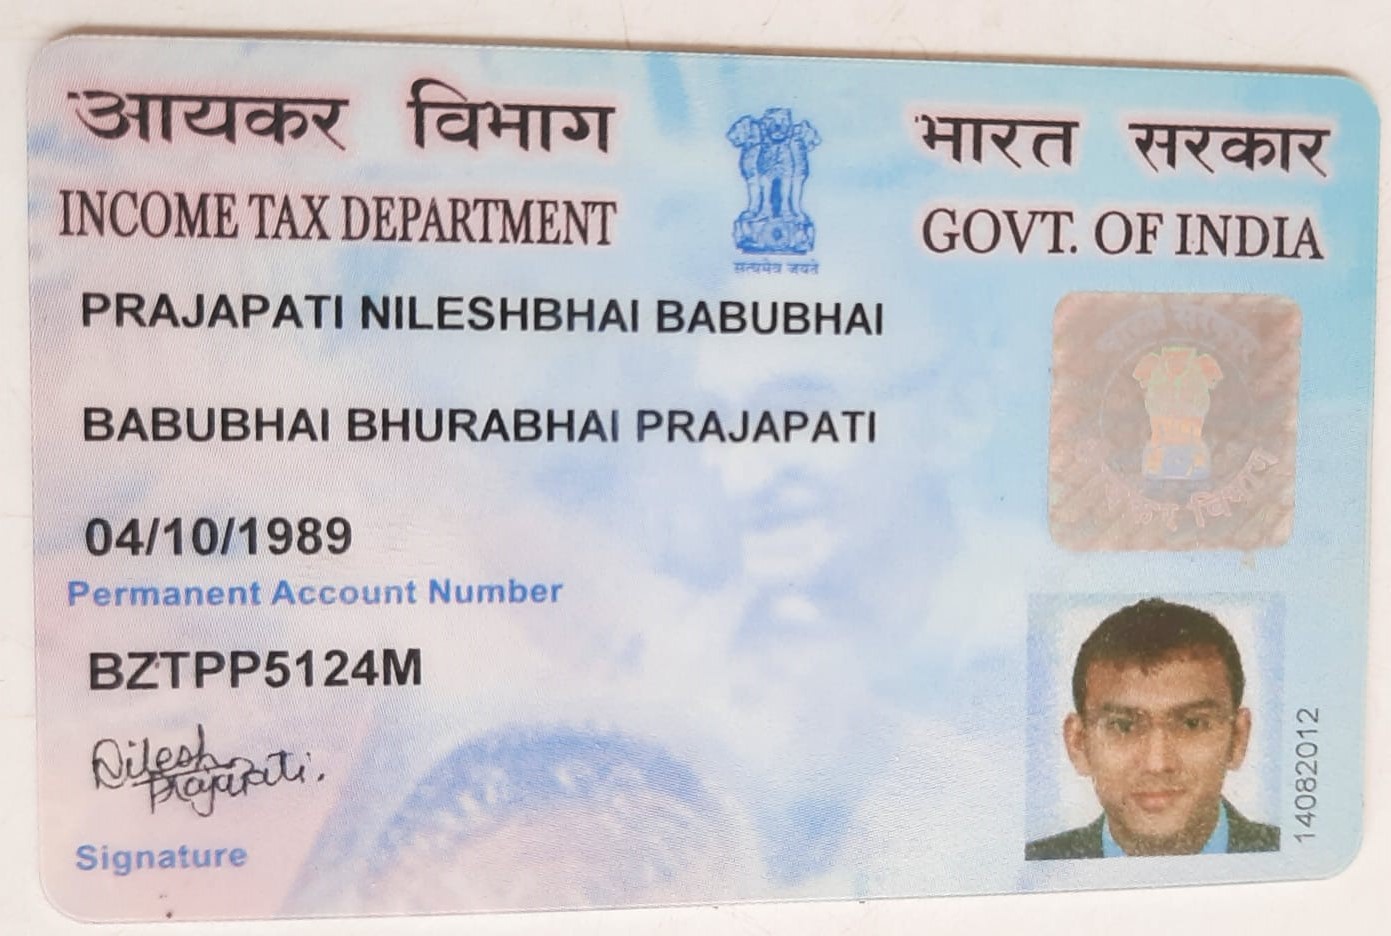 आयकर विभाग
भारत सरकार
INCOME TAX DEPARTMENT
GOVT. OF INDIA
सत्यमेव जयते
PRAJAPATI NILESHBHAI BABUBHAI
BABUBHAI BHURABHAI PRAJAPATI
04/10/1989
Permanent Account Number
BZTPP5124M
Nilesh
Prajapati.
Signature
14082012